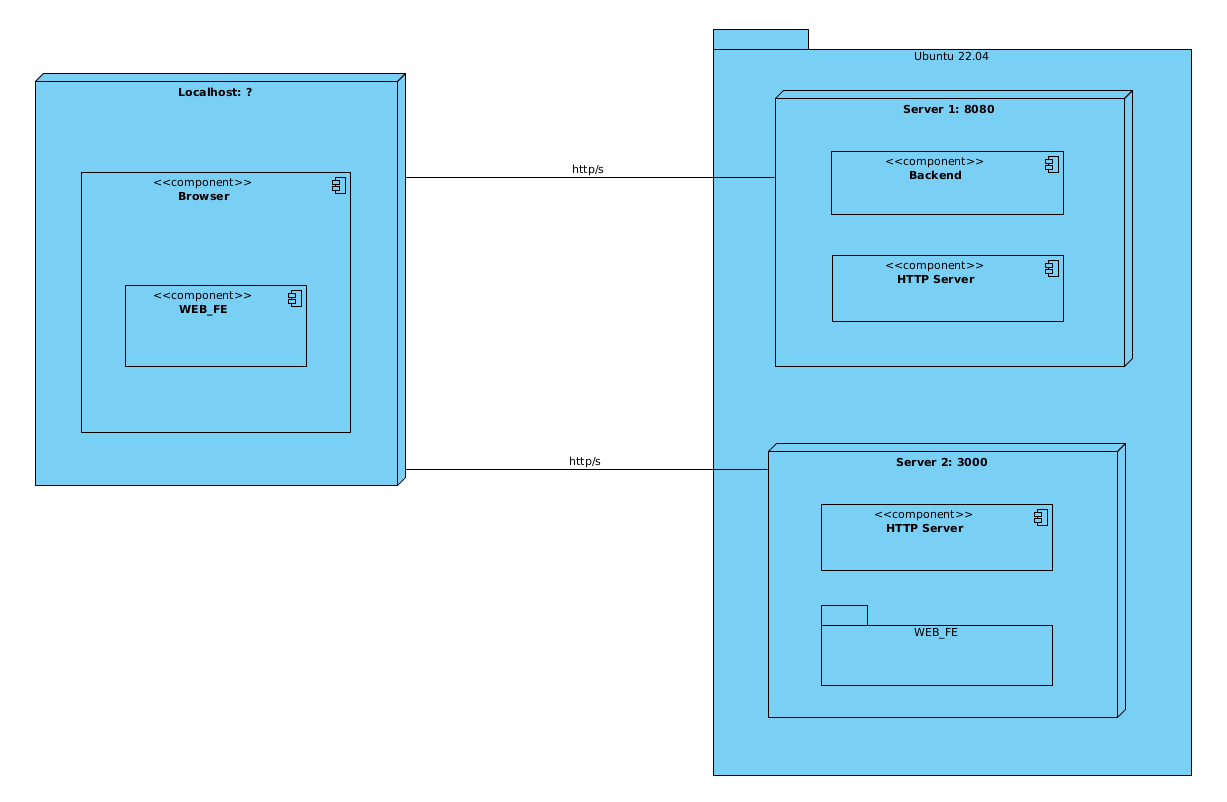 Localhost: ?
<<component>>
Browser
<<component>>
WEB_FE
http/s
http/s
Ubuntu 22.04
Server 1: 8080
<<component>>
Backend
<<component>>
HTTP Server
Server 2: 3000
<<component>>
HTTP Server
WEB_FE